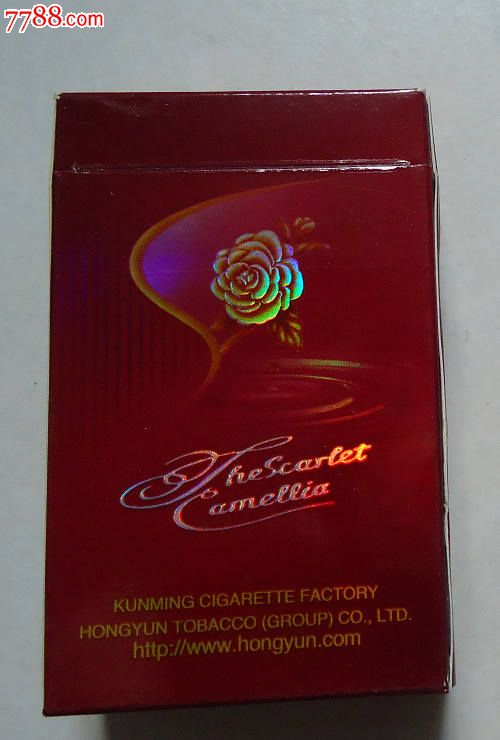 7788.com
The Scarlet
Camellia
KUNMING CIGARETTE FACTORY
HONGYUN TOBACCO (GROUP) CO., LTD.
http://www.hongyun.com